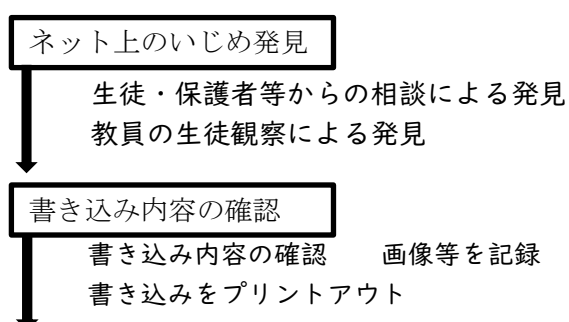 ネット上のいじめ発見
生徒・保護者等からの相談による発見
教員の生徒観察による発見
書き込み内容の確認
書き込み内容の確認　　画像等を記録
書き込みをプリントアウト